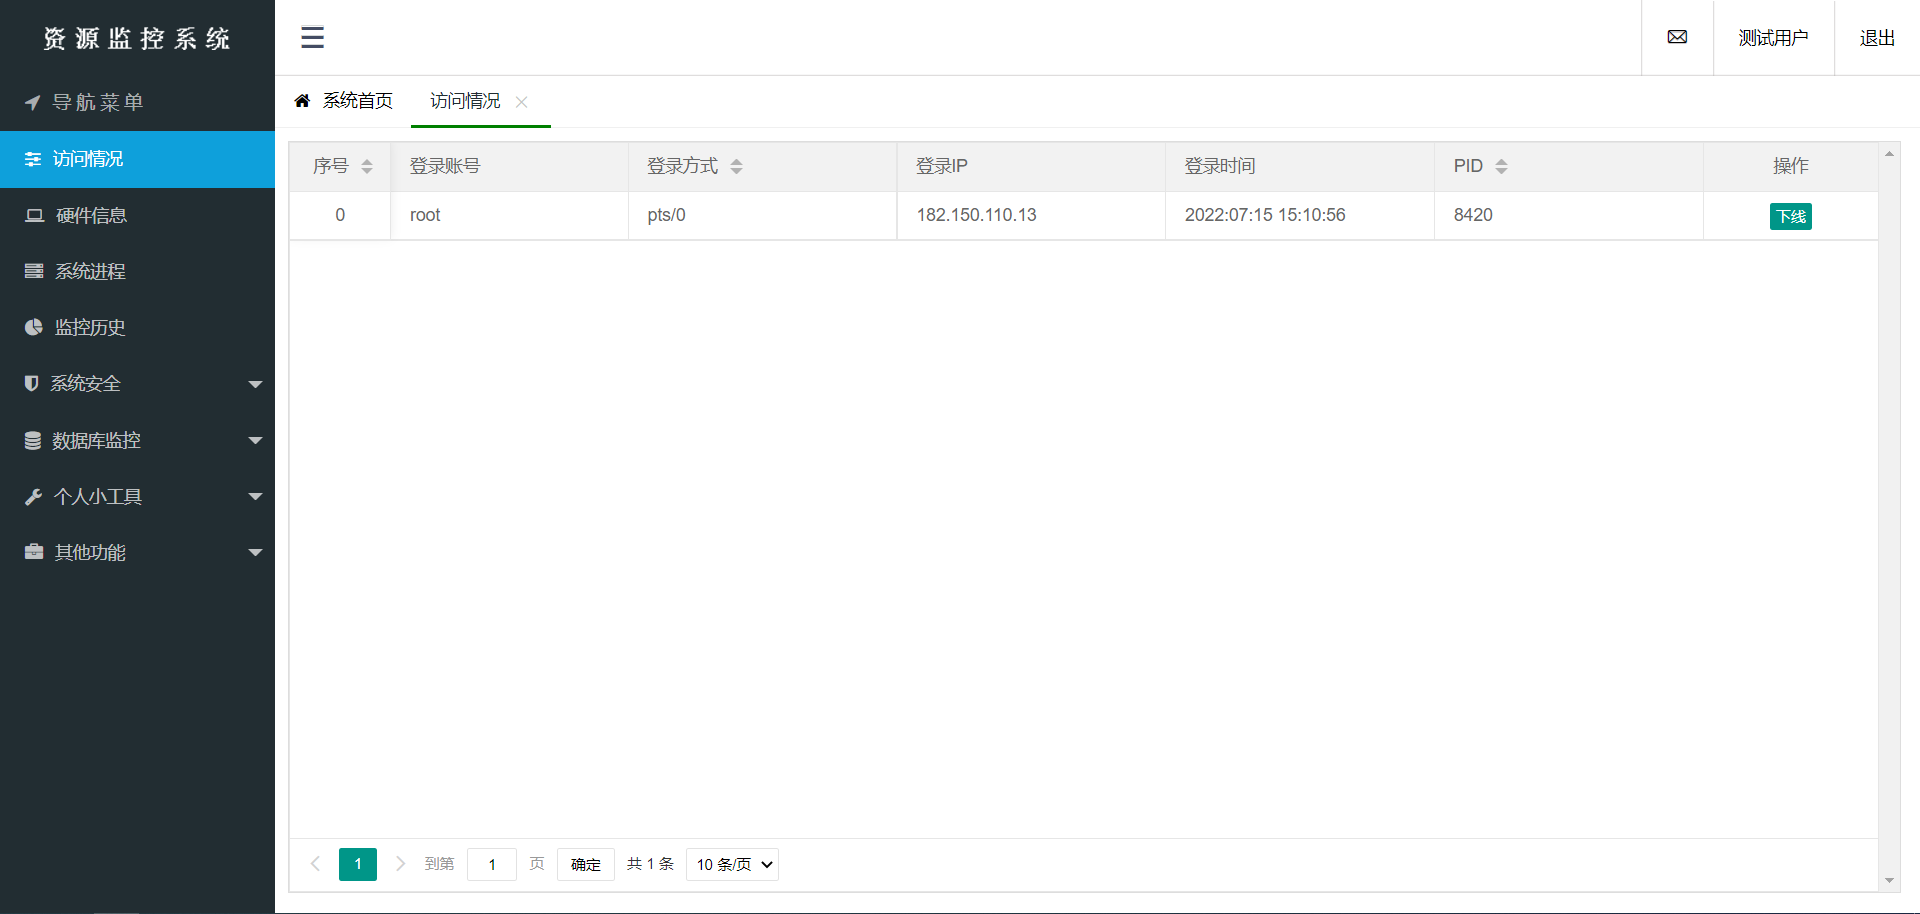 资源监控系统
测试用户
退出
导航菜单
访问情况
硬件信息
系统进程
监控历史
系统安全
数据库监控
个人小工具
其他功能
系统首页 访问情况
序号 登录账号 登录方式 登录IP 登录时间 PID 操作
0 root pts/0 182.150.110.13 2022:07:15 15:10:56 8420 下线
1 到第 1 页 确定 共 1 条 10 条/页